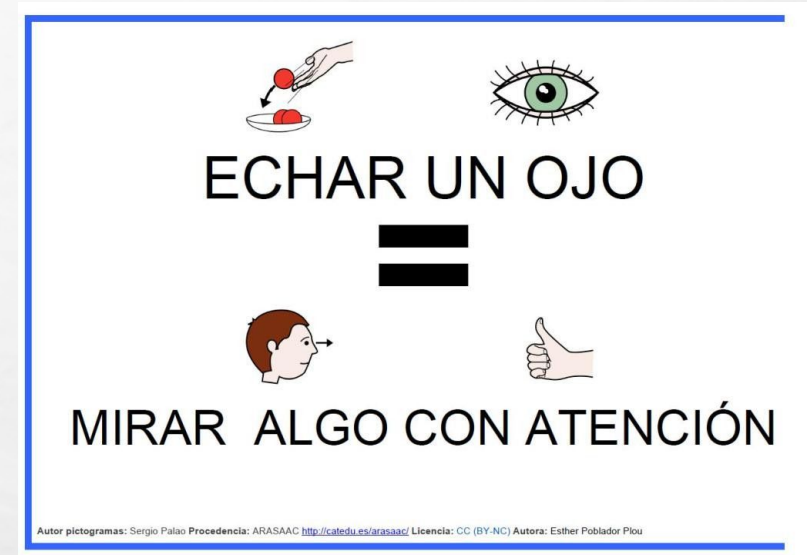 ECHAR UN OJO
=
MIRAR ALGO CON ATENCIÓN
Autor pictogramas: Sergio Palao Procedencia: ARASAAC http://catedu.es/arasaac/ Licencia: CC (BY-NC) Autora: Esther Poblador Plou